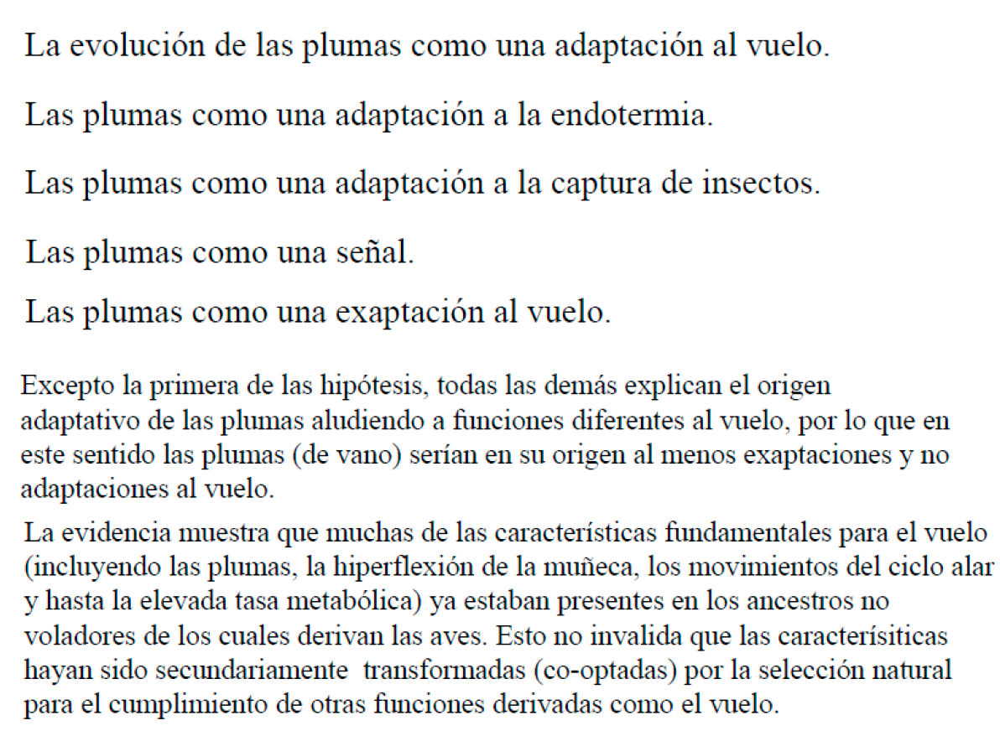 La evolución de las plumas como una adaptación al vuelo.
Las plumas como una adaptación a la endotermia.
Las plumas como una adaptación a la captura de insectos.
Las plumas como una señal.
Las plumas como una exaptación al vuelo.
Excepto la primera de las hipótesis, todas las demás explican el origen
adaptativo de las plumas aludiendo a funciones diferentes al vuelo, por lo que en
este sentido las plumas (de vano) serían en su origen al menos exaptaciones y no
adaptaciones al vuelo.
La evidencia muestra que muchas de las características fundamentales para el vuelo
(incluyendo las plumas, la hiperflexión de la muñeca, los movimientos del ciclo alar
y hasta la elevada tasa metabólica) ya estaban presentes en los ancestros no
voladores de los cuales derivan las aves. Esto no invalida que las caracterísiticas
hayan sido secundariamente transformadas (co-optadas) por la selección natural
para el cumplimiento de otras funciones derivadas como el vuelo.